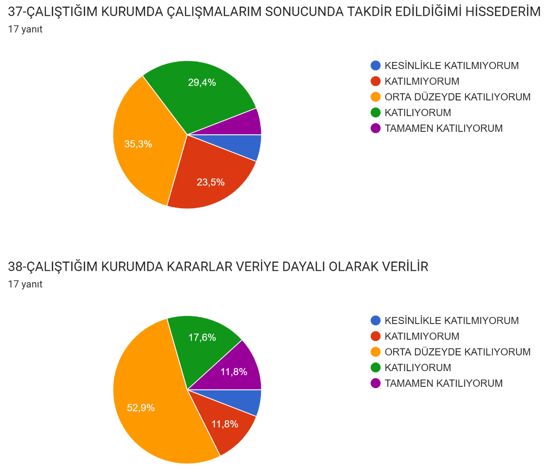 37-ÇALIŞTIĞIM KURUMDA ÇALIŞMALARIM SONUCUNDA TAKDİR EDİLDİĞİMİ HİSSEDERİM
17 yanıt
KESİNLİKLE KATILMIYORUM
KATILMIYORUM
ORTA DÜZEYDE KATILIYORUM
KATILIYORUM
TAMAMEN KATILIYORUM
29,4%
35,3%
23,5%
38-ÇALIŞTIĞIM KURUMDA KARARLAR VERİYE DAYALI OLARAK VERİLİR
17 yanıt
KESİNLİKLE KATILMIYORUM
KATILMIYORUM
ORTA DÜZEYDE KATILIYORUM
KATILIYORUM
TAMAMEN KATILIYORUM
17,6%
11,8%
52,9%
11,8%